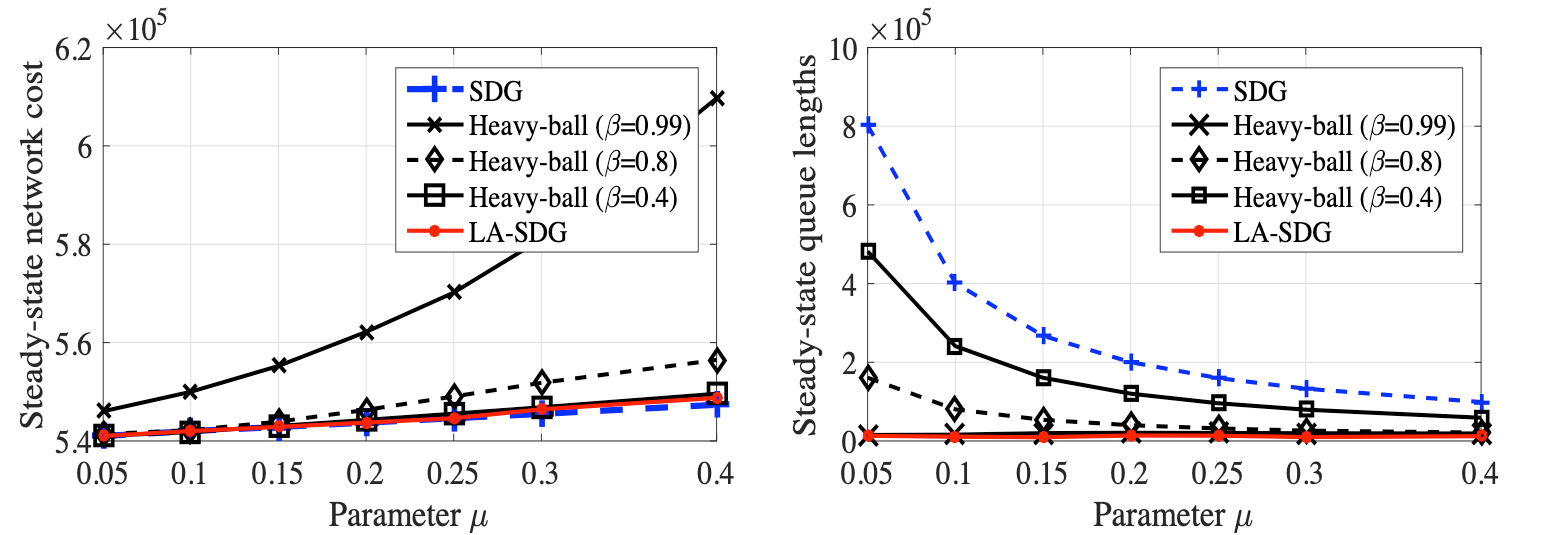 ×10⁵
6.2
6
5.8
5.6
5.4
Steady-state network cost
SDG
Heavy-ball (β=0.99)
Heavy-ball (β=0.8)
Heavy-ball (β=0.4)
LA-SDG
0.05 0.1 0.15 0.2 0.25 0.3 0.4
Parameter μ
×10⁵
10
8
6
4
2
0
Steady-state queue lengths
SDG
Heavy-ball (β=0.99)
Heavy-ball (β=0.8)
Heavy-ball (β=0.4)
LA-SDG
0.05 0.1 0.15 0.2 0.25 0.3 0.4
Parameter μ